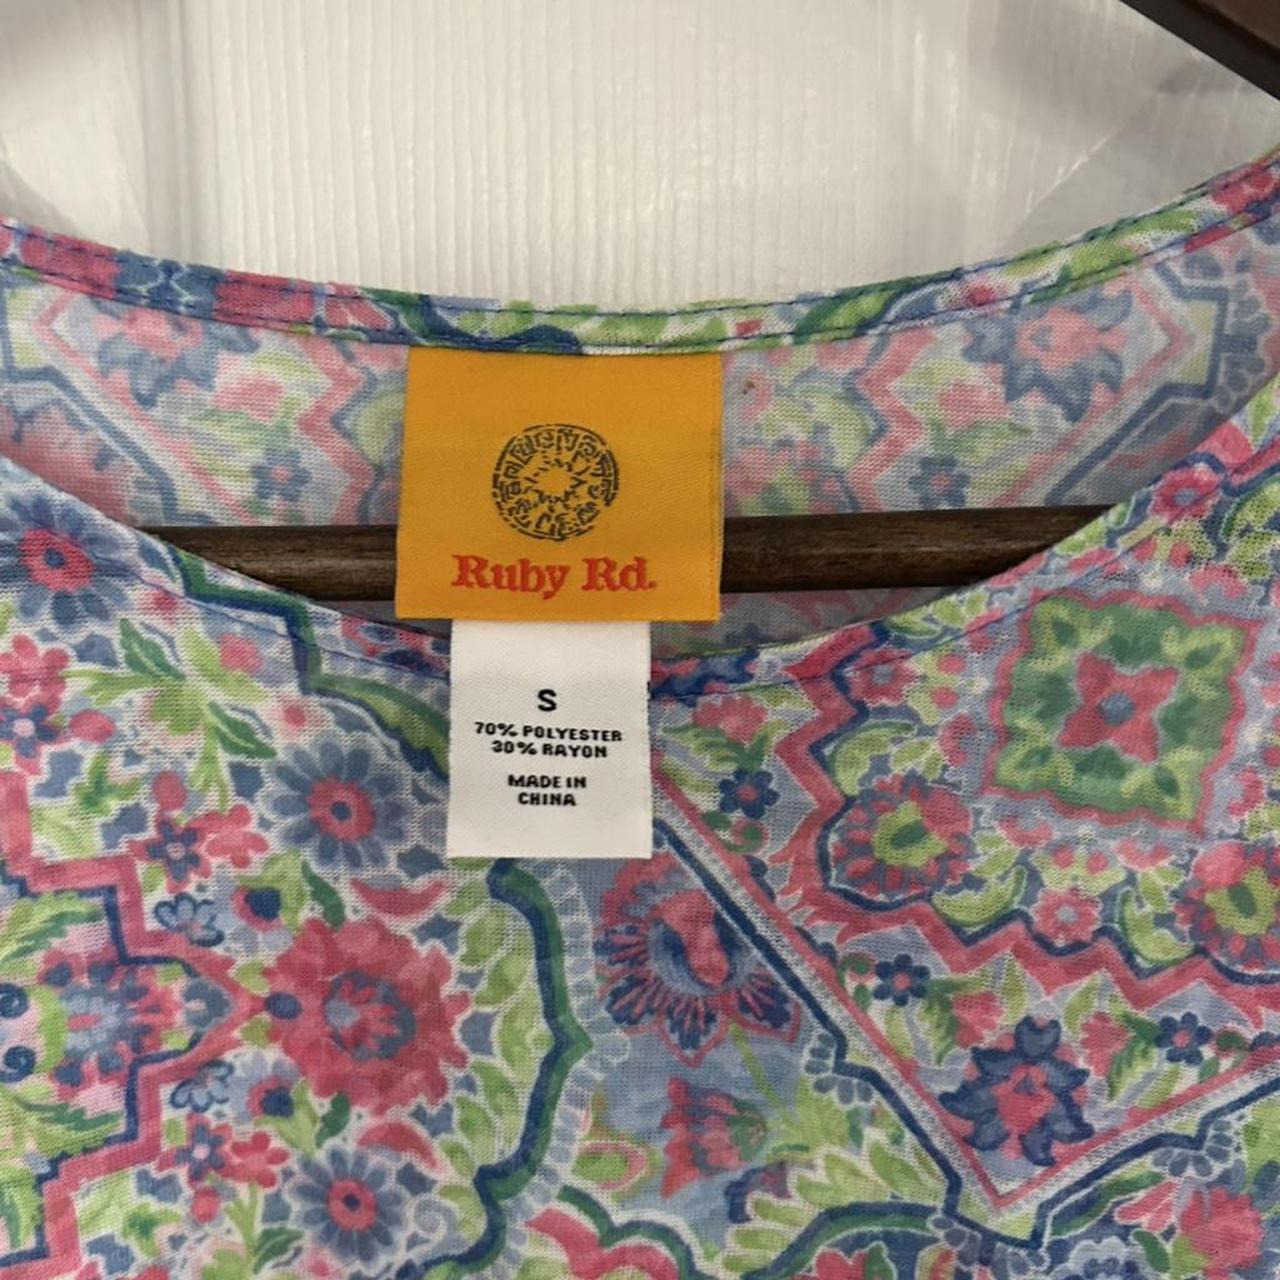 Ruby Rd.
S
70% POLYESTER
30% RAYON
MADE IN
CHINA